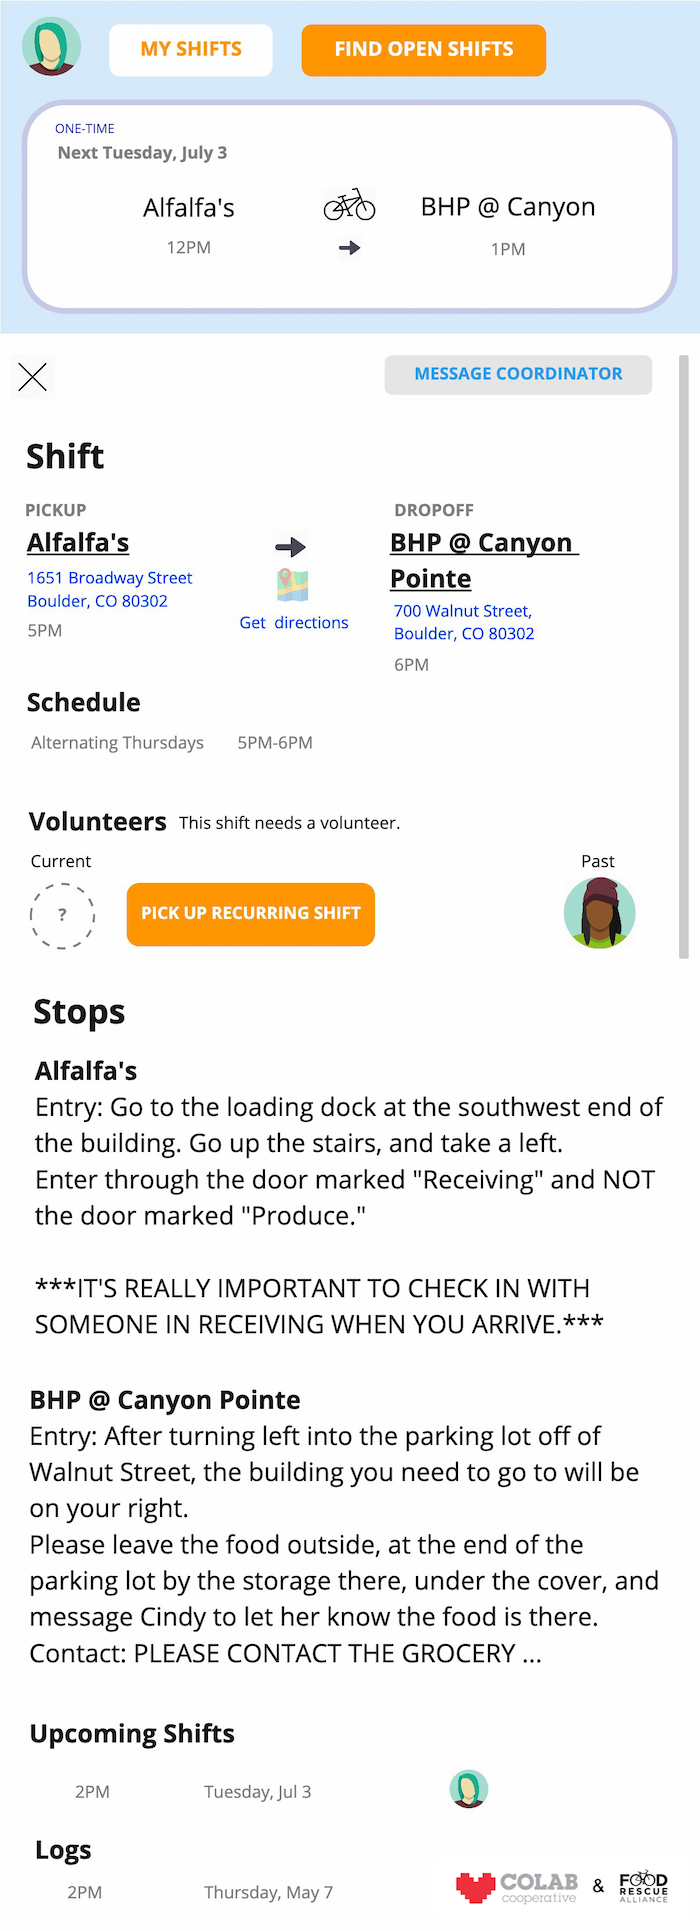 MY SHIFTS
FIND OPEN SHIFTS
ONE-TIME
Next Tuesday, July 3
Alfalfa's
BHP @ Canyon
12PM
1PM
MESSAGE COORDINATOR
Shift
PICKUP
DROPOFF
Alfalfa's
BHP @ Canyon
Pointe
1651 Broadway Street
Boulder, CO 80302
5PM
Get directions
700 Walnut Street,
Boulder, CO 80302
6PM
Schedule
Alternating Thursdays 5PM-6PM
Volunteers This shift needs a volunteer.
Current
Past
?
PICK UP RECURRING SHIFT
Stops
Alfalfa's
Entry: Go to the loading dock at the southwest end of
the building. Go up the stairs, and take a left.
Enter through the door marked "Receiving" and NOT
the door marked "Produce."
***IT'S REALLY IMPORTANT TO CHECK IN WITH
SOMEONE IN RECEIVING WHEN YOU ARRIVE.***
BHP @ Canyon Pointe
Entry: After turning left into the parking lot off of
Walnut Street, the building you need to go to will be
on your right.
Please leave the food outside, at the end of the
parking lot by the storage there, under the cover, and
message Cindy to let her know the food is there.
Contact: PLEASE CONTACT THE GROCERY ...
Upcoming Shifts
2PM Tuesday, Jul 3
Logs
2PM Thursday, May 7
COLAB
cooperative
&
FOOD
RESCUE
ALLIANCE